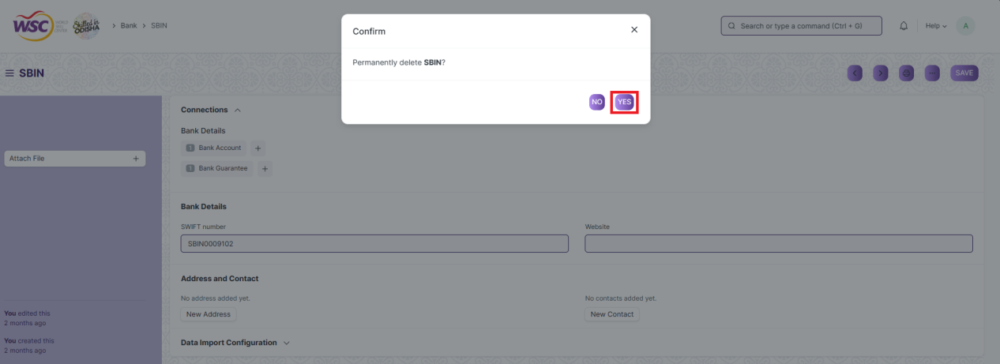 WSC WORLD SKILL CENTER Skilled in ODISHA > Bank > SBIN
Search or type a command (Ctrl + G)
Help
A
Confirm
Permanently delete SBIN?
NO YES
SBIN
SAVE
Attach File +
Connections
Bank Details
1 Bank Account +
1 Bank Guarantee +
Bank Details
SWIFT number
SBIN0009102
Website
Address and Contact
No address added yet.
New Address
No contacts added yet.
New Contact
Data Import Configuration
You edited this
2 months ago
You created this
2 months ago